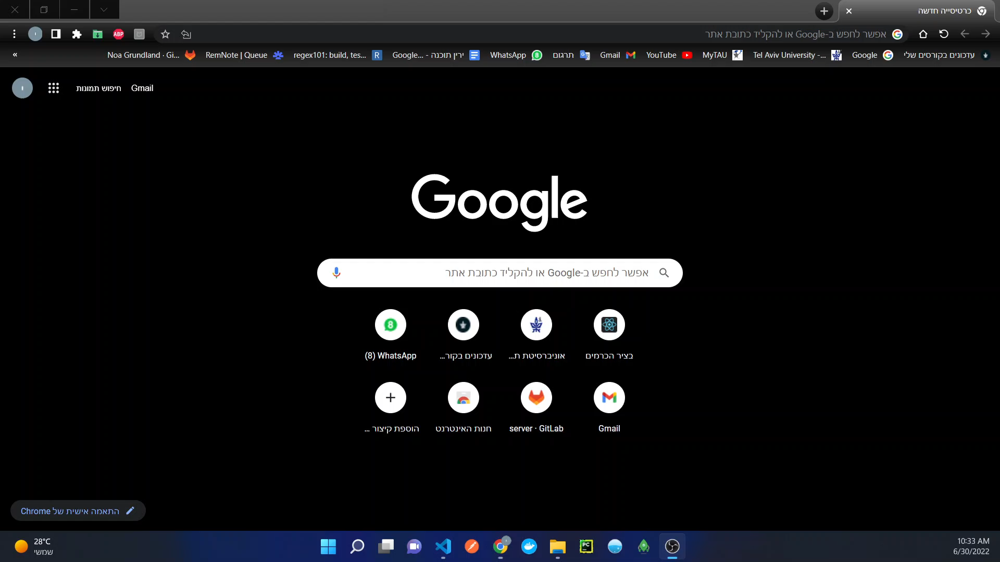 כרטיסייה חדשה
אפשר לחפש ב-Google או להקליד כתובת אתר
ABP
עדכונים בקורסים שלי
Google
Tel Aviv University -...
MyTAU
YouTube
Gmail
תרגום
WhatsApp
ירין תוכנה - Google...
regex101: build, tes...
RemNote | Queue
Noa Grundland · Gi...
»
Gmail
חיפוש תמונות
Google
אפשר לחפש ב-Google או להקליד כתובת אתר
בציר הכרמים
אוניברסיטת ת...
עדכונים בקור...
(8) WhatsApp
Gmail
server · GitLab
חנות האינטרנט
הוספת קיצור ...
התאמה אישית של Chrome
28°C
שמשי
PC
10:33 AM
6/30/2022